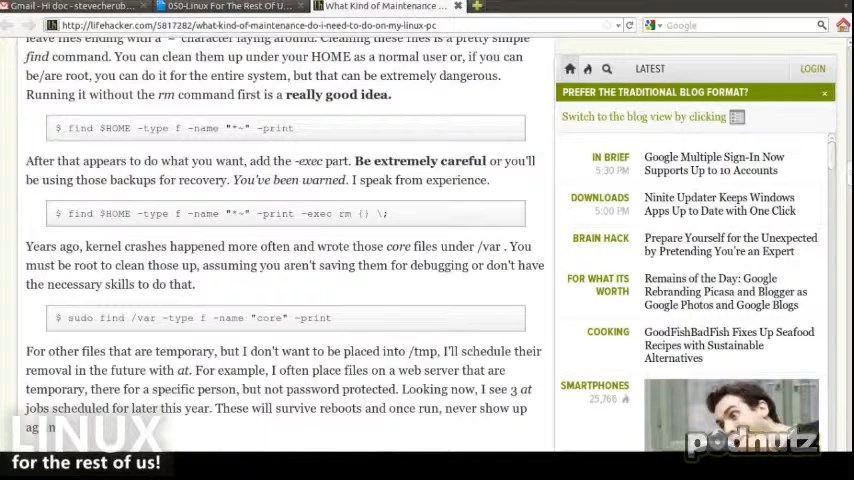 Gmail - Hi doc - stevecherub...
050-Linux For The Rest Of U...
What Kind of Maintenance ...
http://lifehacker.com/5817282/what-kind-of-maintenance-do-i-need-to-do-on-my-linux-pc
Google
leave files ending with a "~" character laying around. Cleaning these files is a pretty simple
find command. You can clean them up under your HOME as a normal user or, if you can
be/are root, you can do it for the entire system, but that can be extremely dangerous.
Running it without the rm command first is a really good idea.
$ find $HOME -type f -name "*~" -print
After that appears to do what you want, add the -exec part. Be extremely careful or you'll
be using those backups for recovery. You've been warned. I speak from experience.
$ find $HOME -type f -name "*~" -print -exec rm {} \;
Years ago, kernel crashes happened more often and wrote those core files under /var . You
must be root to clean those up, assuming you aren't saving them for debugging or don't have
the necessary skills to do that.
$ sudo find /var -type f -name "core" -print
For other files that are temporary, but I don't want to be placed into /tmp, I'll schedule their
removal in the future with at. For example, I often place files on a web server that are
temporary, there for a specific person, but not password protected. Looking now, I see 3 at
jobs scheduled for later this year. These will survive reboots and once run, never show up
again.
LATEST
LOGIN
PREFER THE TRADITIONAL BLOG FORMAT?
Switch to the blog view by clicking
IN BRIEF
5:30 PM
Google Multiple Sign-In Now
Supports Up to 10 Accounts
DOWNLOADS
5:00 PM
Ninite Updater Keeps Windows
Apps Up to Date with One Click
BRAIN HACK
Prepare Yourself for the Unexpected
by Pretending You're an Expert
FOR WHAT ITS
WORTH
Remains of the Day: Google
Rebranding Picasa and Blogger as
Google Photos and Google Blogs
COOKING
GoodFishBadFish Fixes Up Seafood
Recipes with Sustainable
Alternatives
SMARTPHONES
25,766
LINUX
for the rest of us!
podnutz